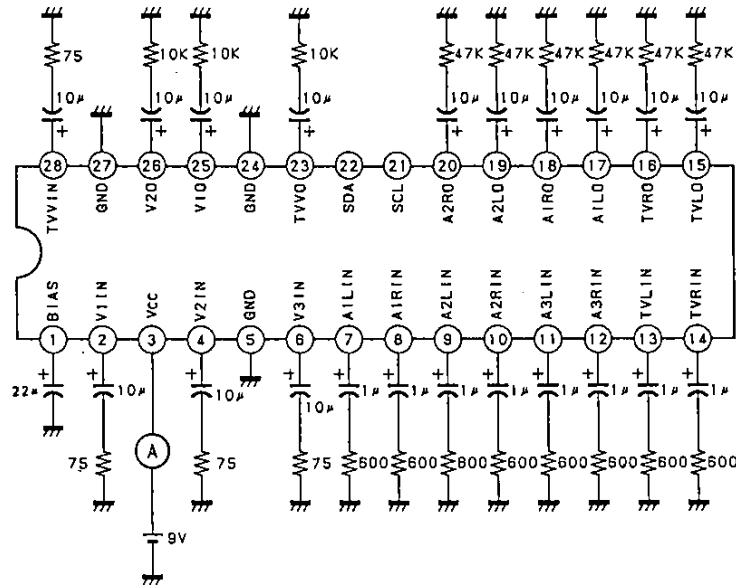 75 10K 10K 10K 47K 47K 47K 47K 47K 47K
10μ 10μ 10μ 10μ 10μ 10μ 10μ 10μ 10μ 10μ
+ + + + + + + + + +
28 27 26 25 24 23 22 21 20 19 18 17 16 15
TVVIN GND V2O V1O GND TVVO SDA SCL A2RO A2LO A1RO A1LO TVRO TVLO
BIAS V1IN VCC V2IN GND V3IN A1LIN A1RIN A2LIN A2RIN A3LIN A3RIN TVLIN TVRIN
1 2 3 4 5 6 7 8 9 10 11 12 13 14
+ + + + + + + + + + + +
22μ 10μ 10μ 10μ 1μ 1μ 1μ 1μ 1μ 1μ 1μ 1μ
75 A 75 75 600 600 600 600 600 600 600 600
9V